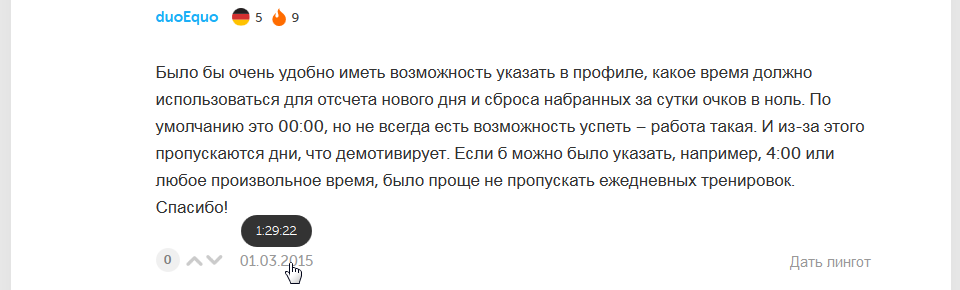 duoEquo 5 9
Было бы очень удобно иметь возможность указать в профиле, какое время должно
использоваться для отсчета нового дня и сброса набранных за сутки очков в ноль. По
умолчанию это 00:00, но не всегда есть возможность успеть – работа такая. И из-за этого
пропускаются дни, что демотивирует. Если б можно было указать, например, 4:00 или
любое произвольное время, было проще не пропускать ежедневных тренировок.
Спасибо!
1:29:22
0 01.03.2015 Дать лингот